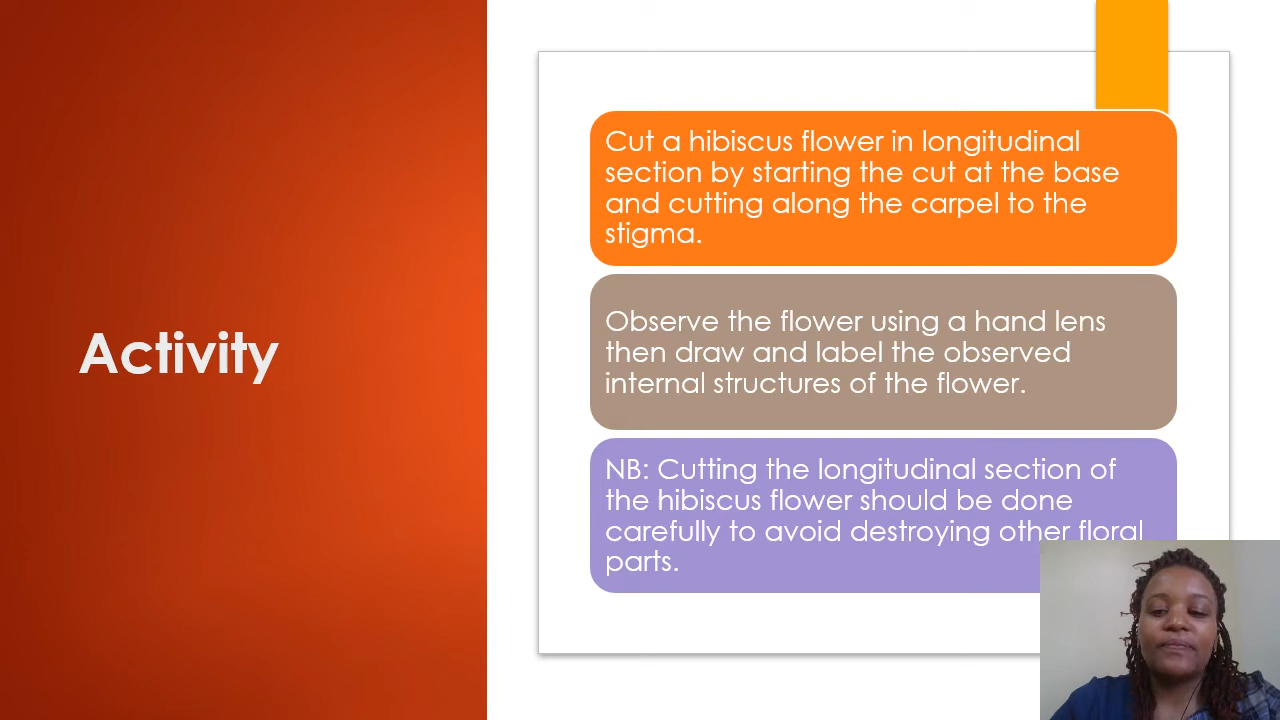 Activity
Cut a hibiscus flower in longitudinal
section by starting the cut at the base
and cutting along the carpel to the
stigma.
Observe the flower using a hand lens
then draw and label the observed
internal structures of the flower.
NB: Cutting the longitudinal section of
the hibiscus flower should be done
carefully to avoid destroying other floral
parts.